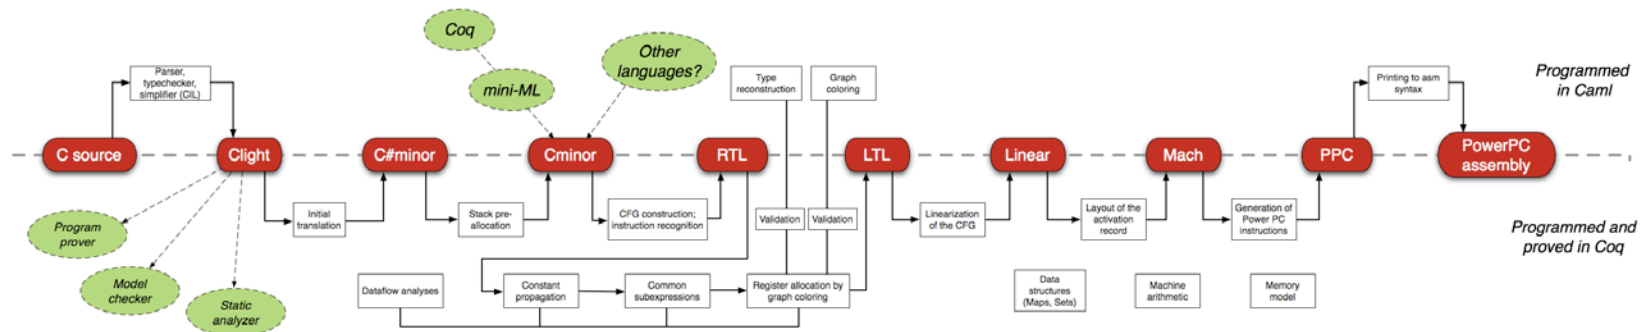 Coq
Other
languages?
mini-ML
Parser,
typechecker,
simplifier (CIL)
Type
reconstruction
Graph
coloring
Printing to asm
syntax
Programmed
in Caml
C source
Clight
C#minor
Cminor
RTL
LTL
Linear
Mach
PPC
PowerPC
assembly
Initial
translation
Stack pre-
allocation
CFG construction;
instruction recognition
Validation
Validation
Linearization
of the CFG
Layout of the
activation
record
Generation of
Power PC
instructions
Programmed and
proved in Coq
Program
prover
Model
checker
Static
analyzer
Dataflow analyses
Constant
propagation
Common
subexpressions
Register allocation by
graph coloring
Data
structures
(Maps, Sets)
Machine
arithmetic
Memory
model